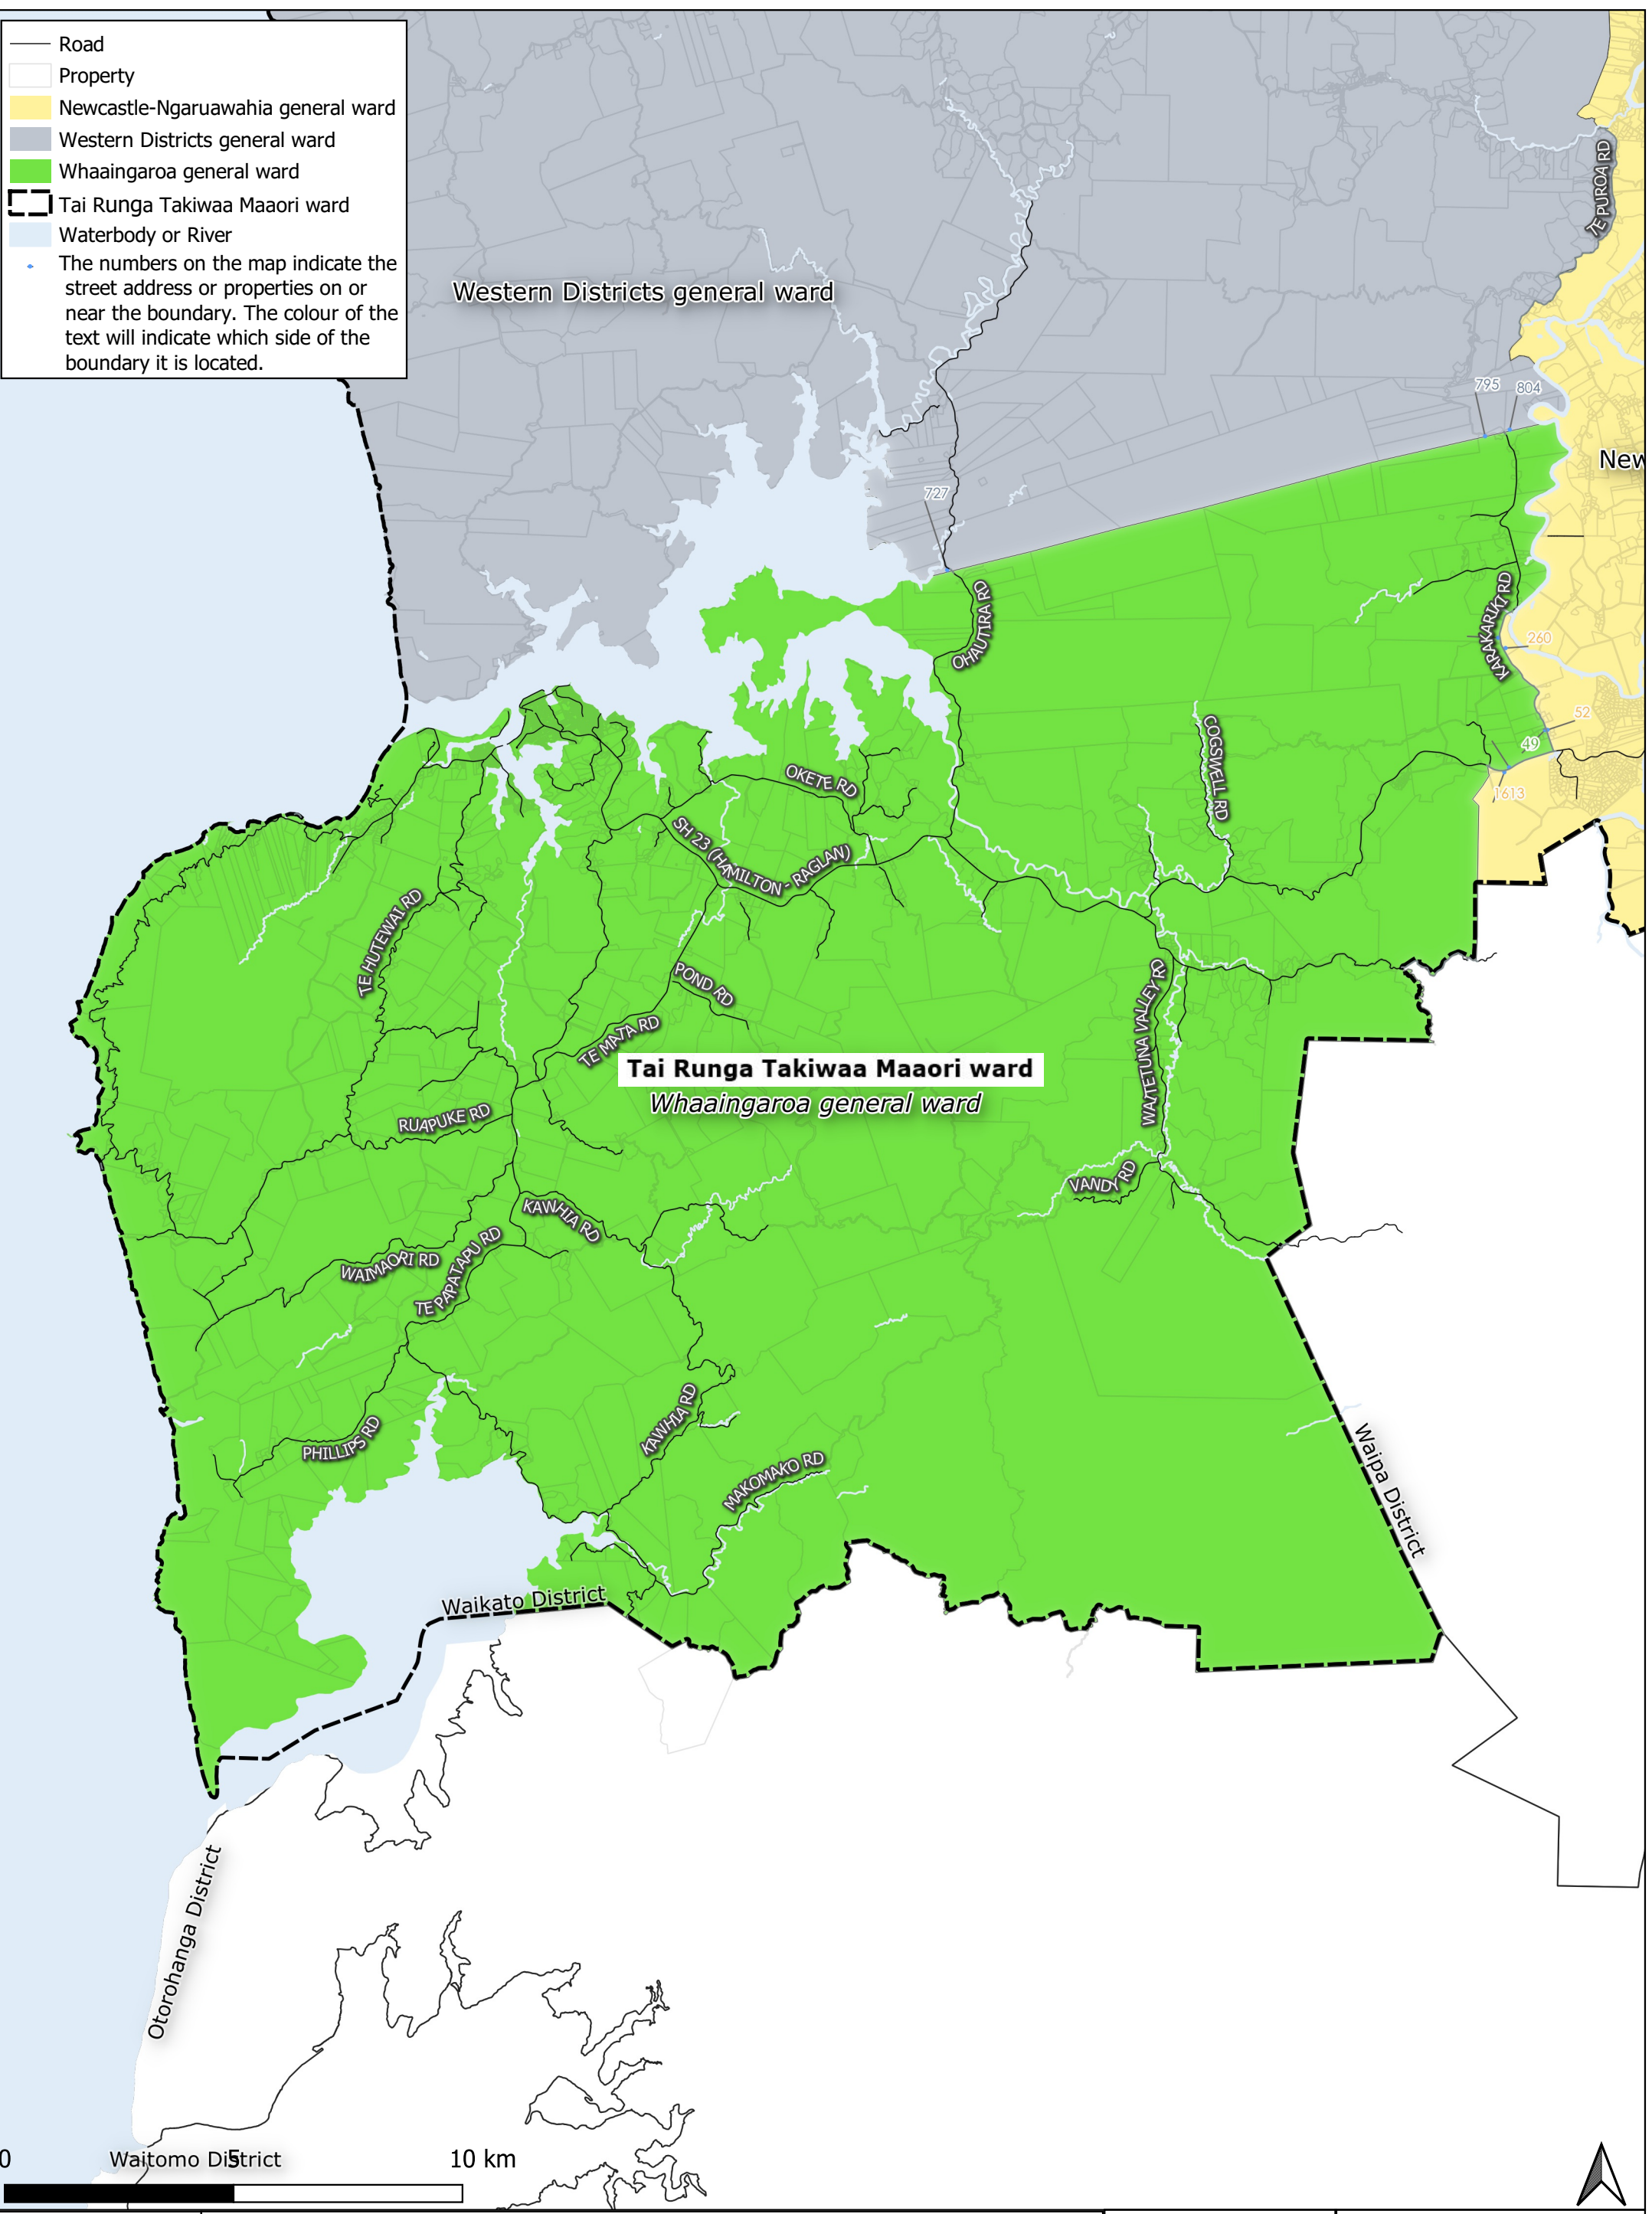 Road
Property
Newcastle-Ngaruawahia general ward
Western Districts general ward
Whaaingaroa general ward
Tai Runga Takiwaa Maaori ward
Waterbody or River
The numbers on the map indicate the
street address or properties on or
near the boundary. The colour of the
text will indicate which side of the
boundary it is located.
TE PUROA RD
Western Districts general ward
795
804
New
727
OHAUTIRA RD
KARAKARIKI RD
260
52
49
1613
COGSWELL RD
OKETE RD
SH 23 (HAMILTON - RAGLAN)
TE HUTEWAI RD
POND RD
WAITETUNA VALLEY RD
TE MATA RD
Tai Runga Takiwaa Maaori ward
Whaaingaroa general ward
RUAPUKE RD
VANDY RD
KAWHIA RD
WAIMAORI RD
TE PAPATAPU RD
KAWHIA RD
PHILLIPS RD
MAKOMAKO RD
Waipa District
Waikato District
Otorohanga District
Waitomo District
0
5
10 km